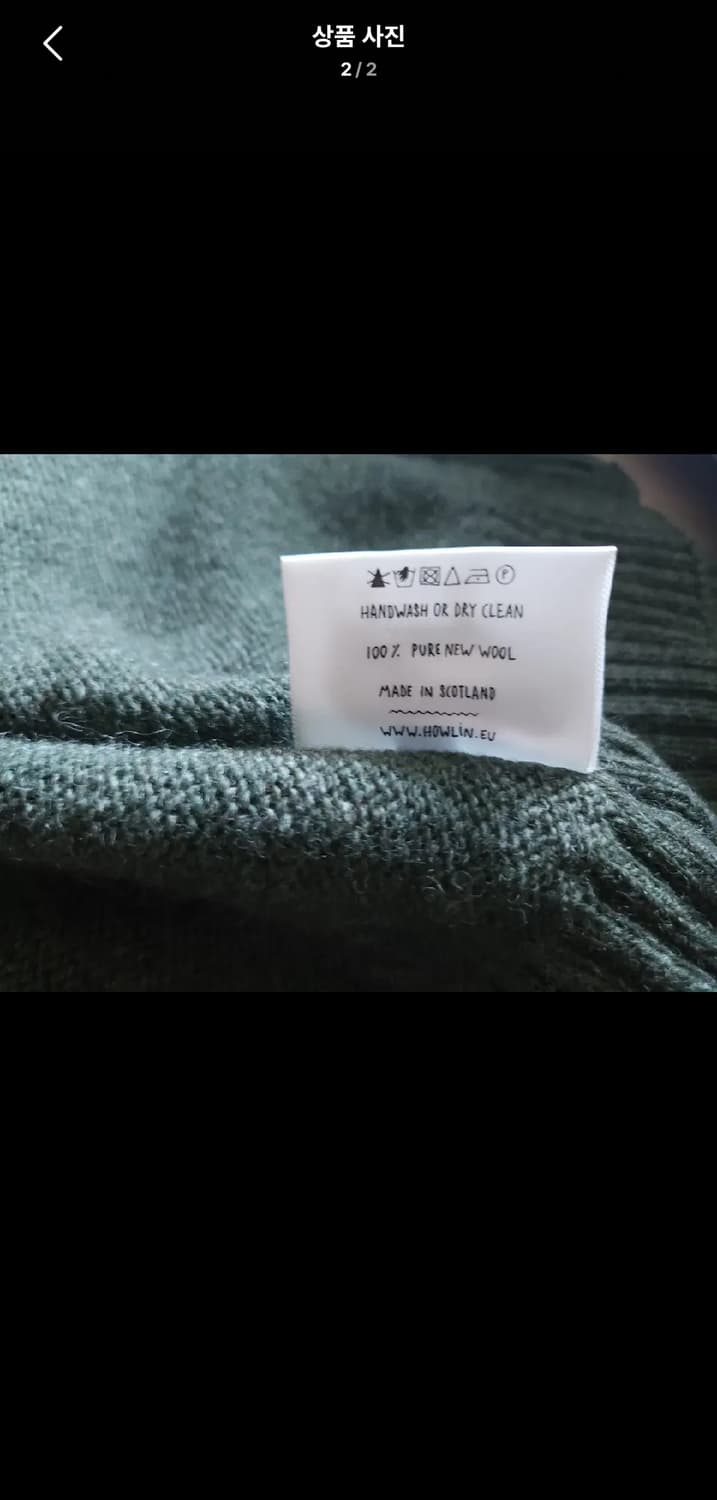 상품 사진
2/2
P
HANDWASH OR DRY CLEAN
100% PURE NEW WOOL
MADE IN SCOTLAND
WWW.HOWLIN.EU